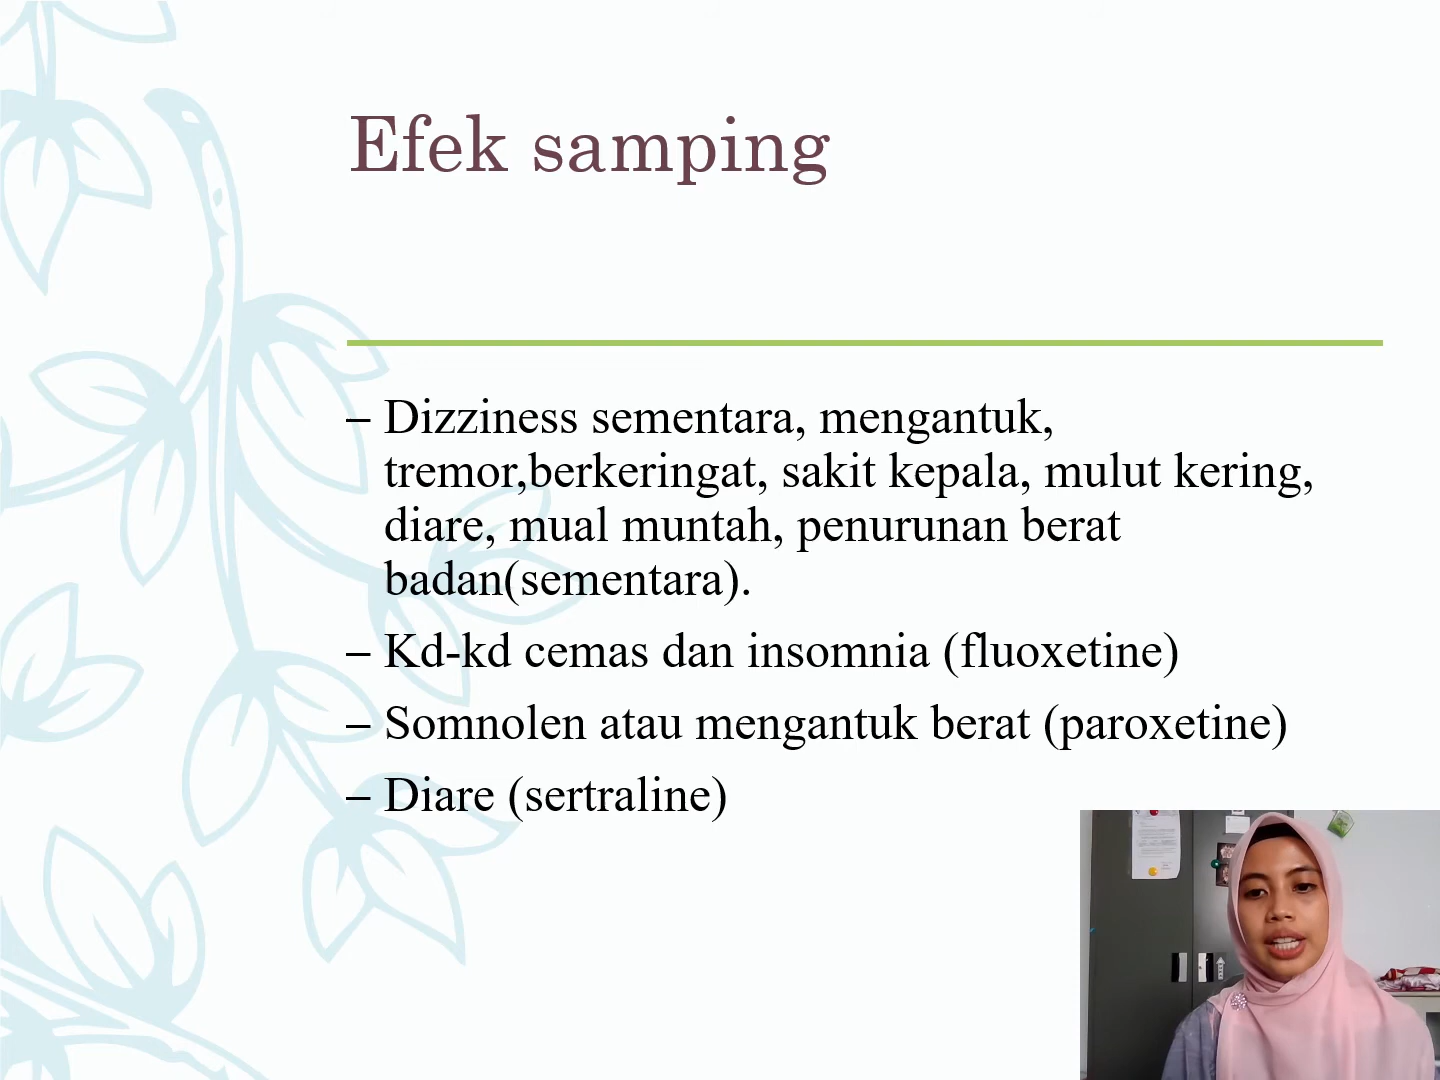 Efek samping
– Dizziness sementara, mengantuk,
tremor,berkeringat, sakit kepala, mulut kering,
diare, mual muntah, penurunan berat
badan(sementara).
– Kd-kd cemas dan insomnia (fluoxetine)
– Somnolen atau mengantuk berat (paroxetine)
– Diare (sertraline)